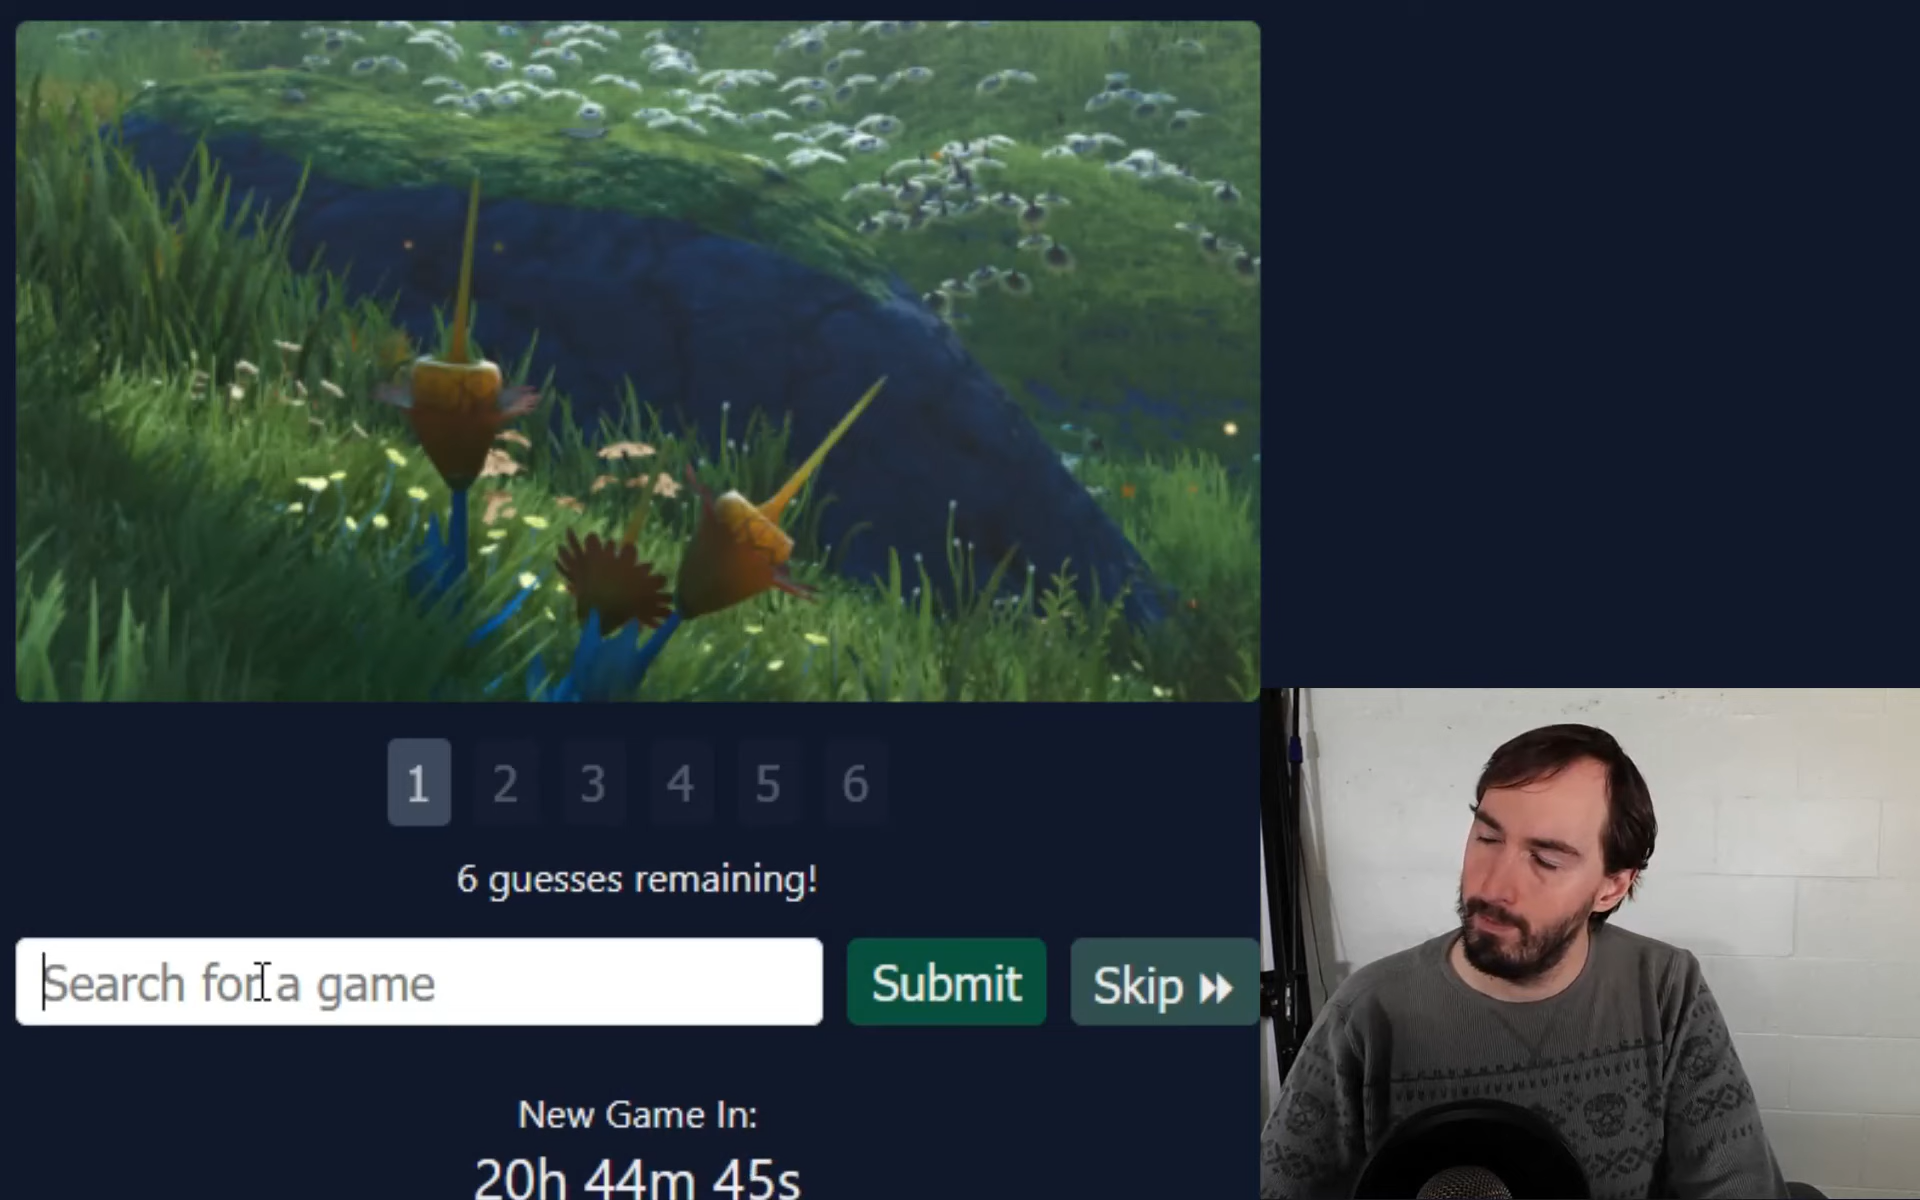 1 2 3 4 5 6
6 guesses remaining!
Search for a game
Submit
Skip
New Game In:
20h 44m 45s